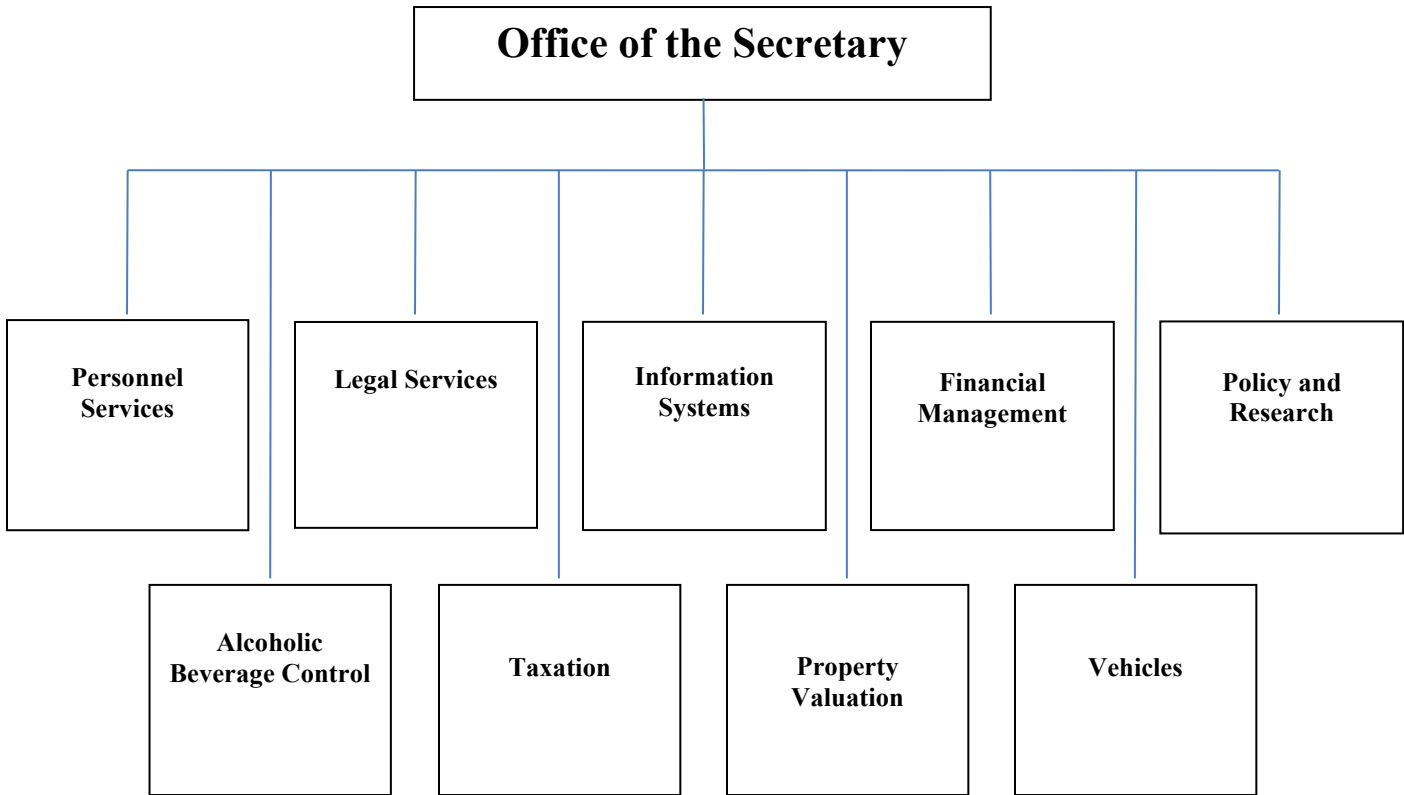 Office of the Secretary
Personnel
Services
Legal Services
Information
Systems
Financial
Management
Policy and
Research
Alcoholic
Beverage Control
Taxation
Property
Valuation
Vehicles